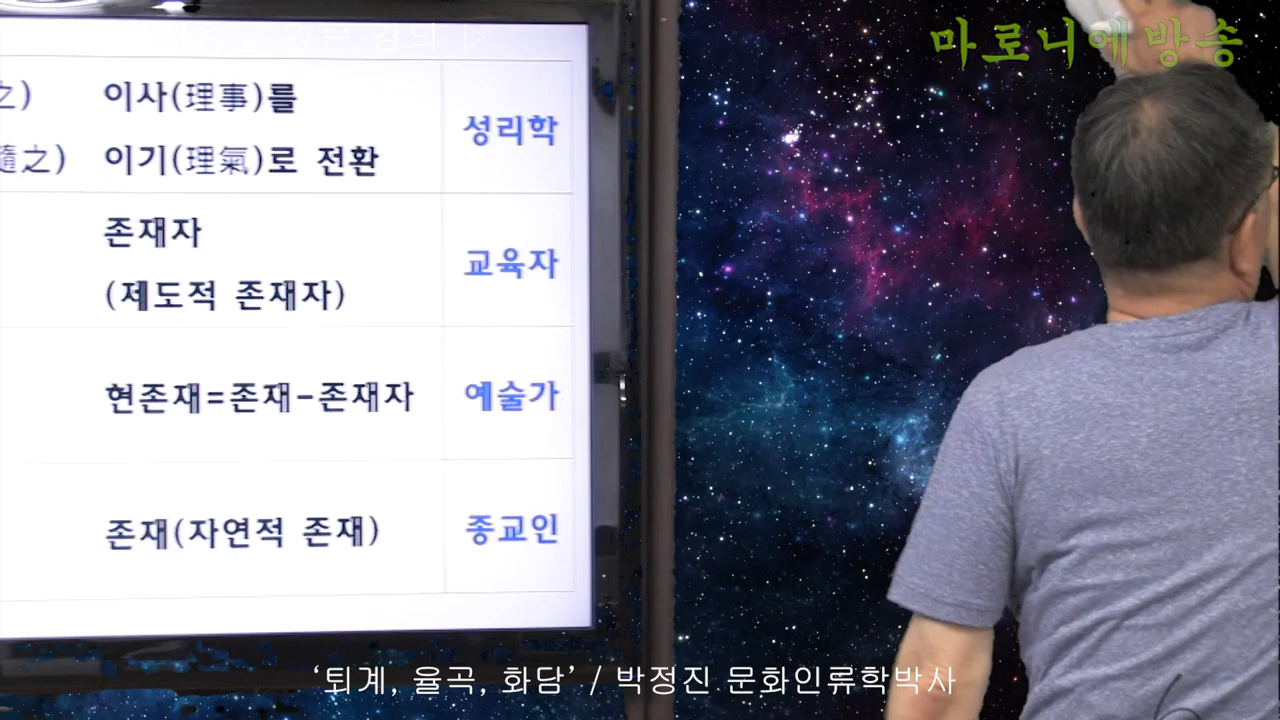 마로니에방송
之) 이사(理事)를
隨之) 이기(理氣)로 전환
성리학
존재자
(제도적 존재자)
교육자
현존재=존재-존재자
예술가
존재(자연적 존재)
종교인
‘퇴계, 율곡, 화담’ / 박정진 문화인류학박사